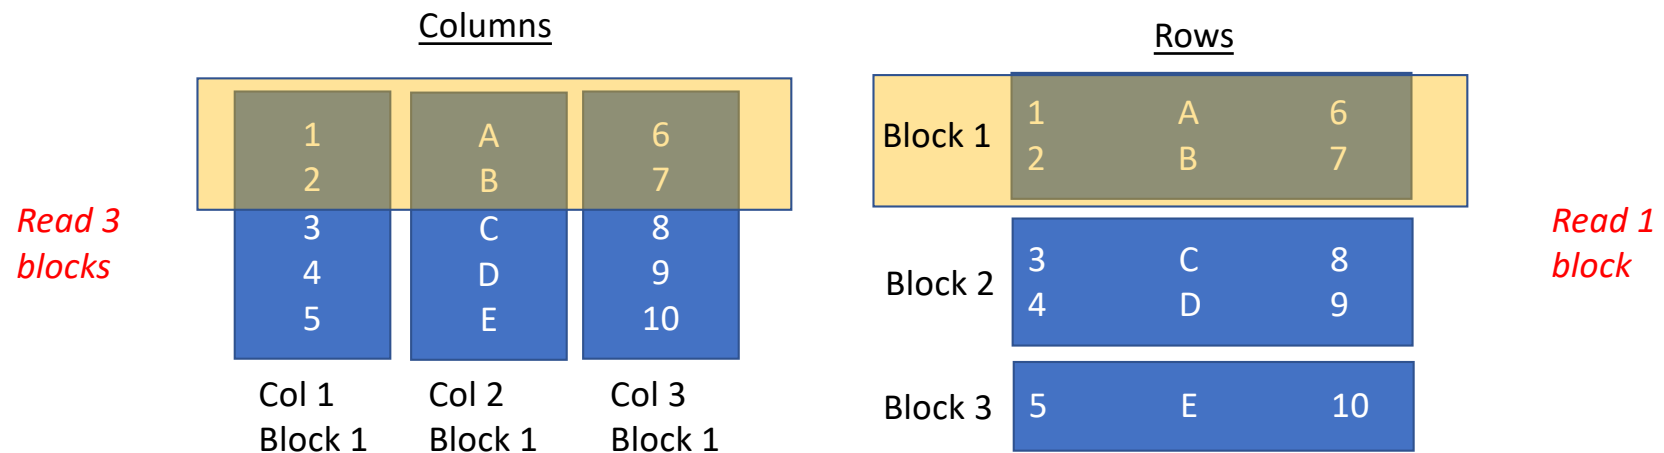 Columns
1 A 6
2 B 7
3 C 8
4 D 9
5 E 10
Col 1 Col 2 Col 3
Block 1 Block 1 Block 1
Read 3
blocks
Rows
Block 1
1 A 6
2 B 7
Block 2
3 C 8
4 D 9
Block 3
5 E 10
Read 1
block